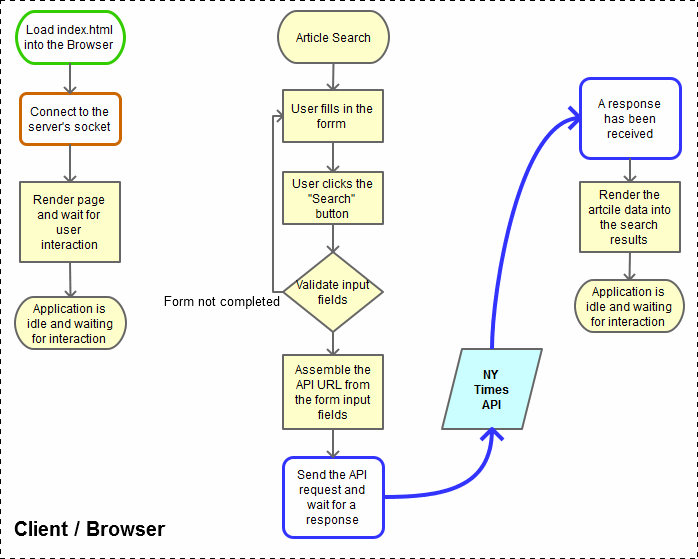 Load index.html
into the Browser
Connect to the
server's socket
Render page
and wait for
user
interaction
Application is
idle and waiting
for interaction
Article Search
User fills in the
forrm
User clicks the
"Search"
button
Validate input
fields
Form not completed
Assemble the
API URL from
the form input
fields
Send the API
request and
wait for a
response
NY
Times
API
A response
has been
received
Render the
artcile data into
the search
results
Application is
idle and waiting
for interaction
Client / Browser